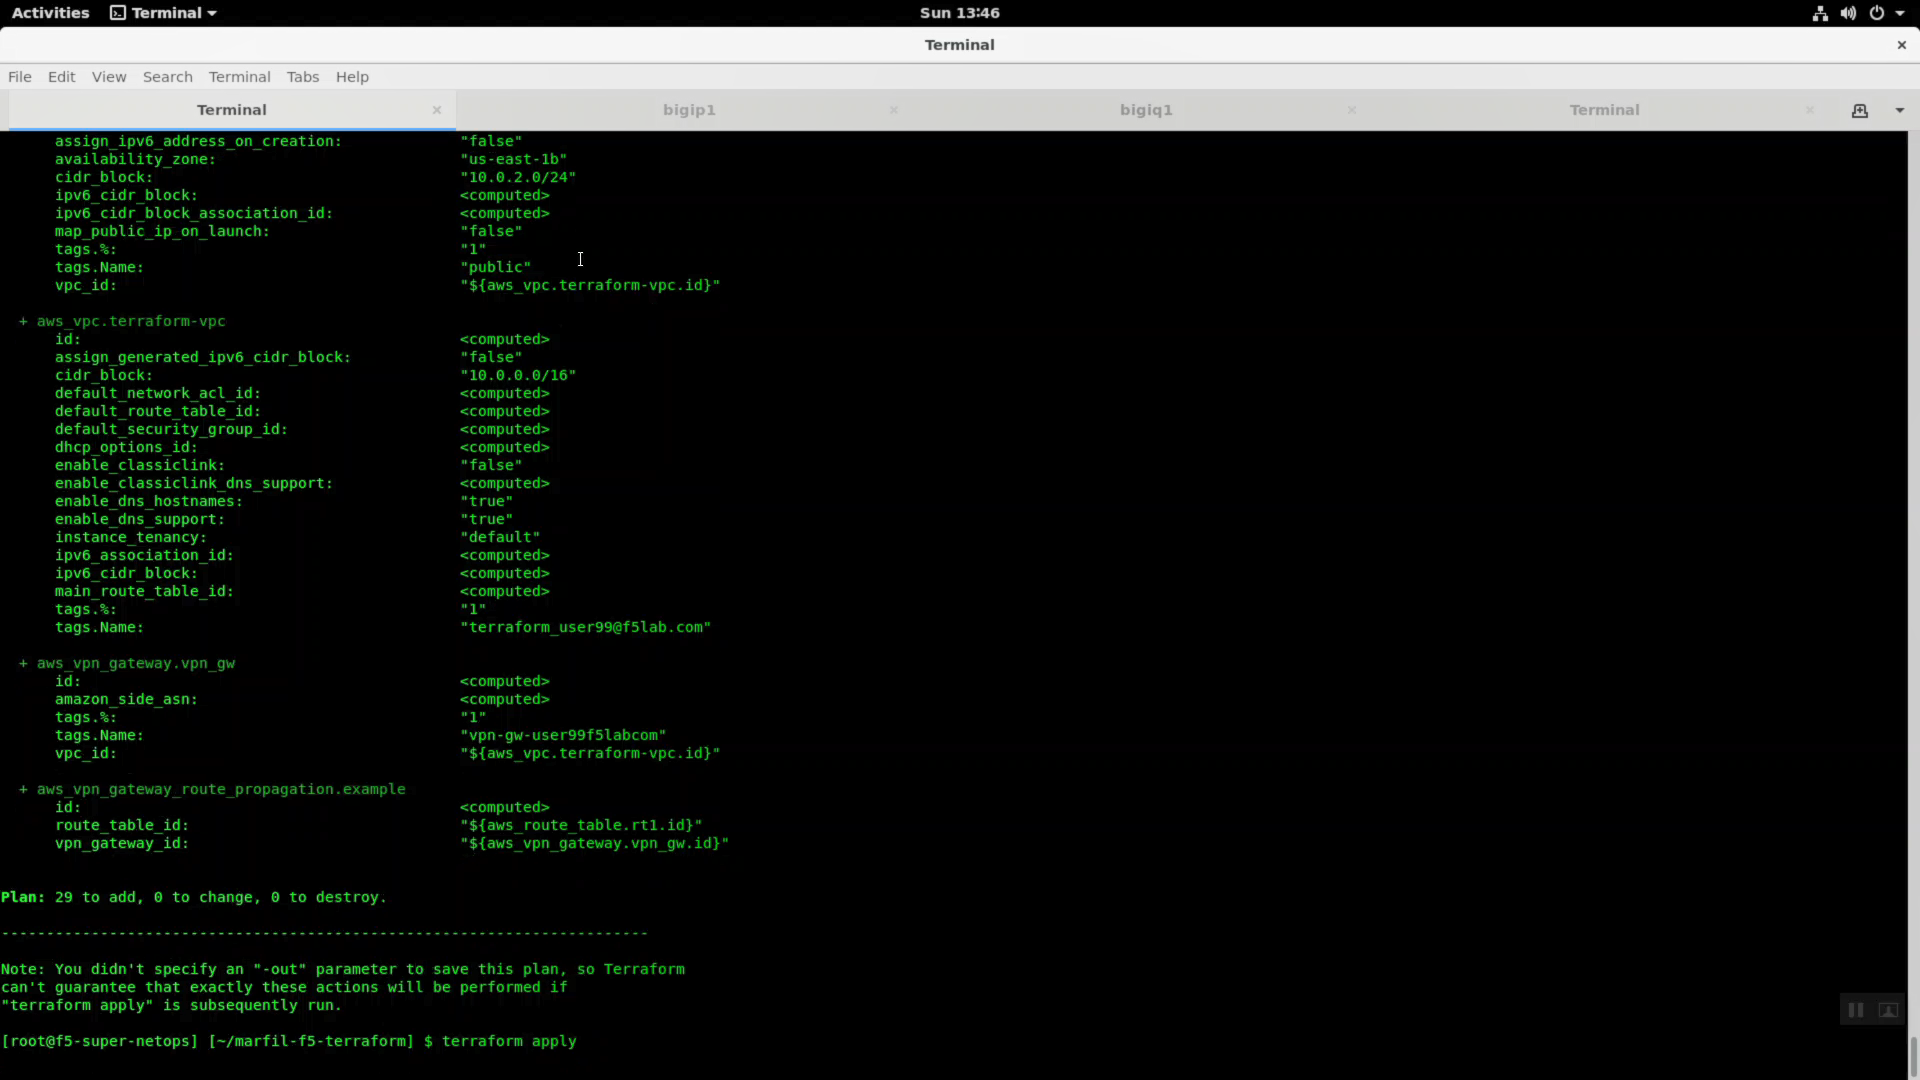 Activities Terminal Sun 13:46
Terminal
File Edit View Search Terminal Tabs Help
Terminal bigip1 bigiq1 Terminal
assign_ipv6_address_on_creation: "false"
availability_zone: "us-east-1b"
cidr_block: "10.0.2.0/24"
ipv6_cidr_block: <computed>
ipv6_cidr_block_association_id: <computed>
map_public_ip_on_launch: "false"
tags.%: "1"
tags.Name: "public"
vpc_id: "${aws_vpc.terraform-vpc.id}"
+ aws_vpc.terraform-vpc
id: <computed>
assign_generated_ipv6_cidr_block: "false"
cidr_block: "10.0.0.0/16"
default_network_acl_id: <computed>
default_route_table_id: <computed>
default_security_group_id: <computed>
dhcp_options_id: <computed>
enable_classiclink: "false"
enable_classiclink_dns_support: <computed>
enable_dns_hostnames: "true"
enable_dns_support: "true"
instance_tenancy: "default"
ipv6_association_id: <computed>
ipv6_cidr_block: <computed>
main_route_table_id: <computed>
tags.%: "1"
tags.Name: "terraform_user99@f5lab.com"
+ aws_vpn_gateway.vpn_gw
id: <computed>
amazon_side_asn: <computed>
tags.%: "1"
tags.Name: "vpn-gw-user99f5labcom"
vpc_id: "${aws_vpc.terraform-vpc.id}"
+ aws_vpn_gateway_route_propagation.example
id: <computed>
route_table_id: "${aws_route_table.rt1.id}"
vpn_gateway_id: "${aws_vpn_gateway.vpn_gw.id}"
Plan: 29 to add, 0 to change, 0 to destroy.
------------------------------------------------------------------------
Note: You didn't specify an "-out" parameter to save this plan, so Terraform
can't guarantee that exactly these actions will be performed if
"terraform apply" is subsequently run.
[root@f5-super-netops] [~/marfil-f5-terraform] $ terraform apply